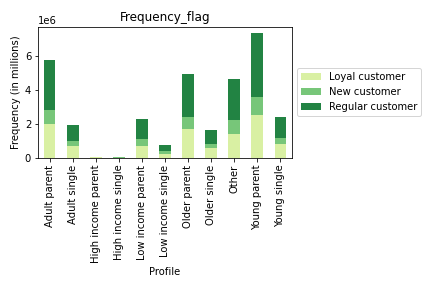 Frequency_flag
1e6
Frequency (in millions)
6
4
2
0
Loyal customer
New customer
Regular customer
Adult parent
Adult single
High income parent
High income single
Low income parent
Low income single
Older parent
Older single
Other
Young parent
Young single
Profile